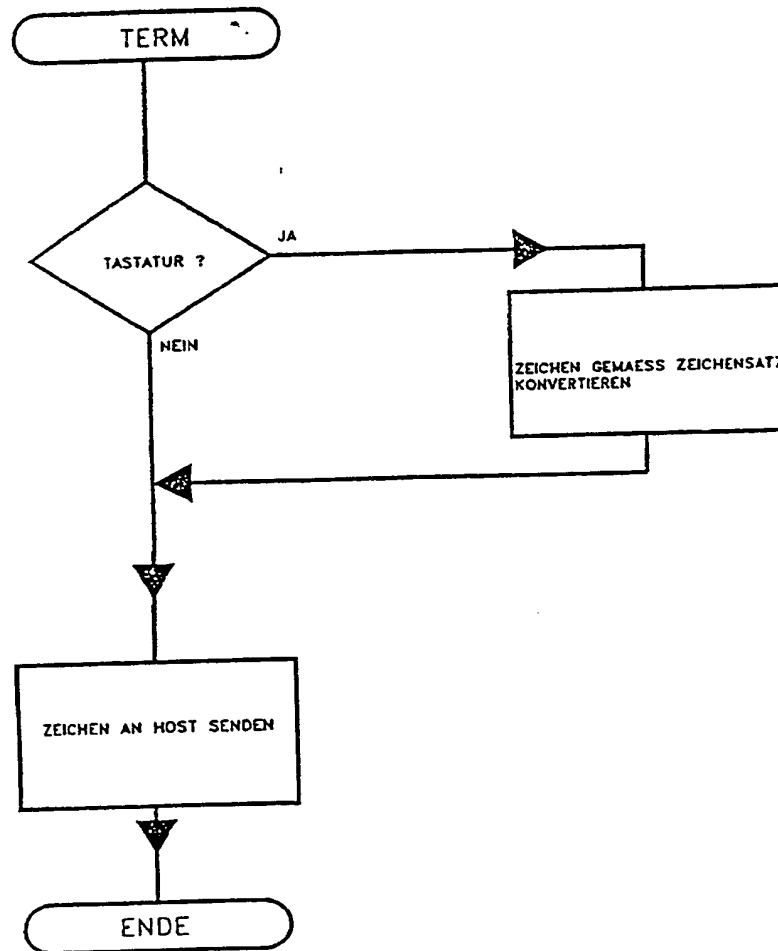 TERM
TASTATUR ?
JA
NEIN
ZEICHEN GEMAESS ZEICHENSATZ
KONVERTIEREN
ZEICHEN AN HOST SENDEN
ENDE